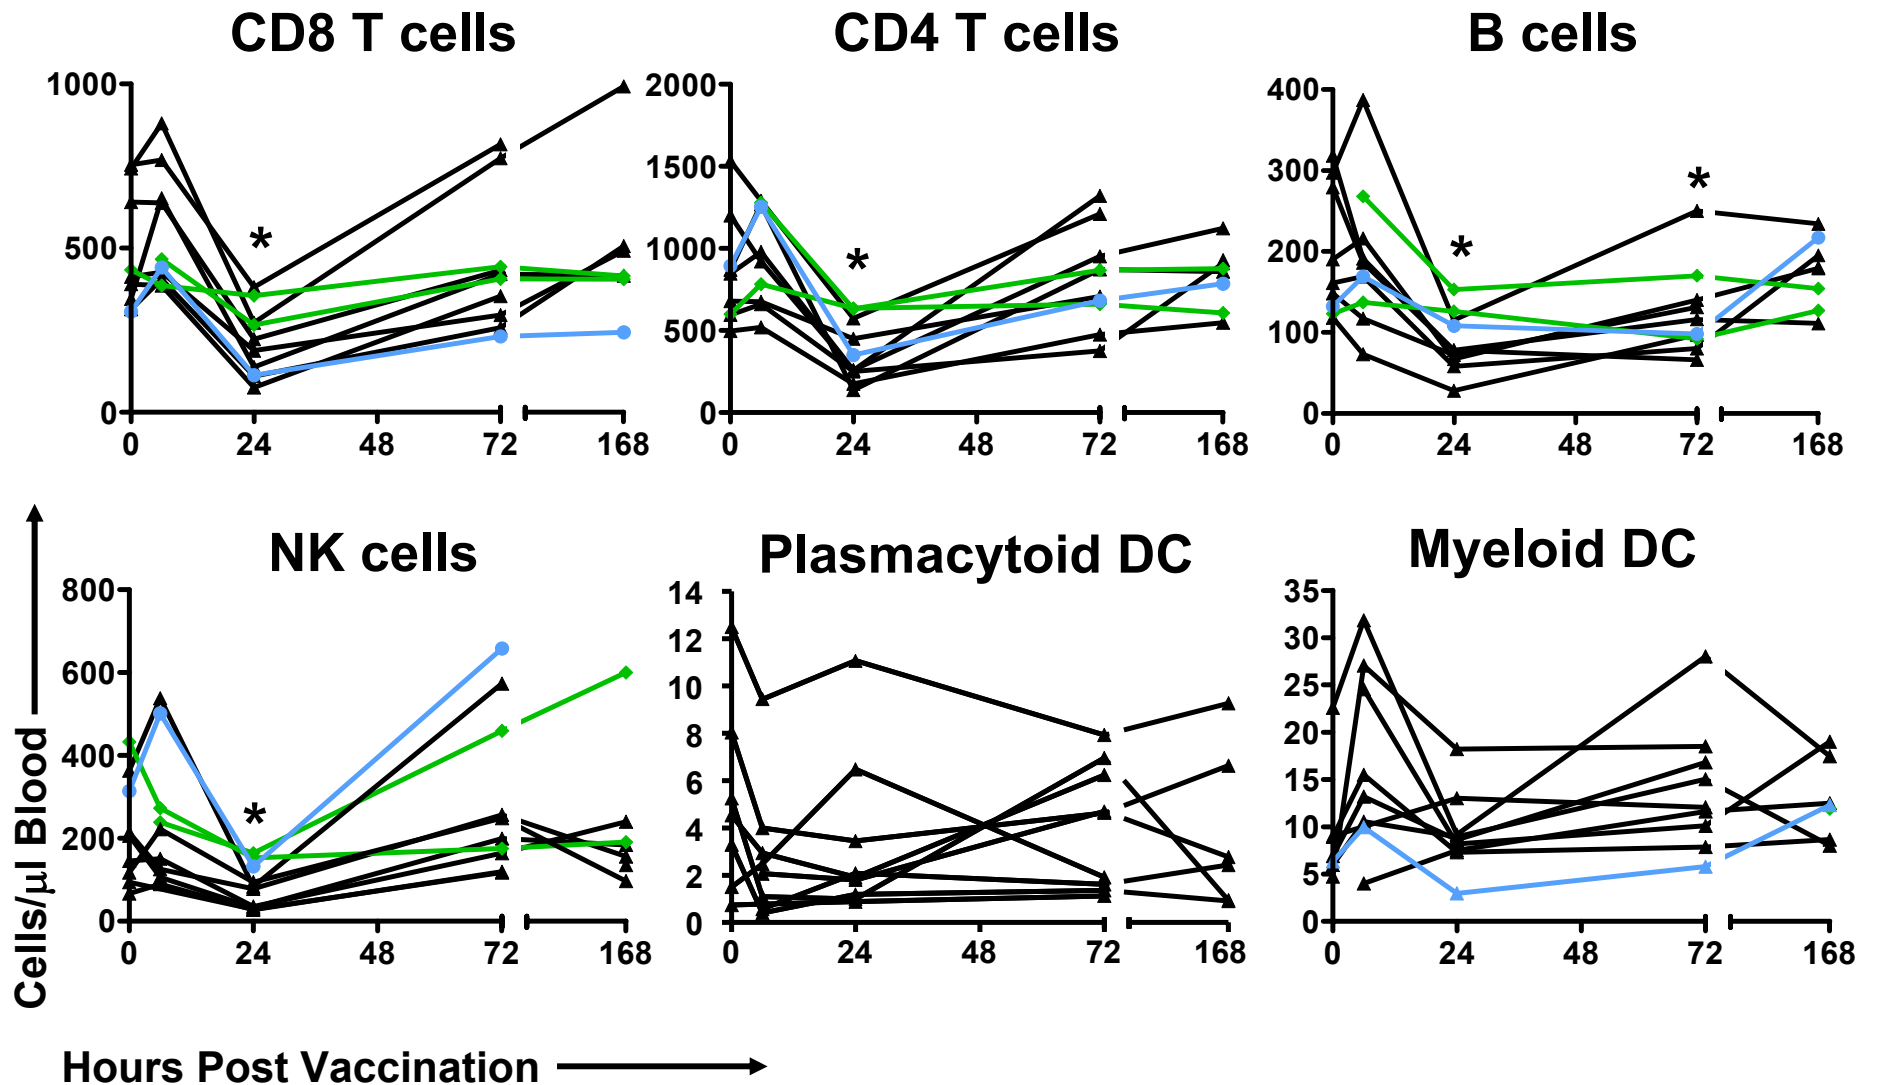 CD8 T cells
CD4 T cells
B cells
1000
500
0
0 24 48 72 168
*
2000
1500
1000
500
0
0 24 48 72 168
*
400
300
200
100
0
0 24 48 72 168
*
*
NK cells
Plasmacytoid DC
Myeloid DC
800
600
400
200
0
0 24 48 72 168
*
14
12
10
8
6
4
2
0
0 24 48 72 168
35
30
25
20
15
10
5
0
0 24 48 72 168
Cells/μl Blood
Hours Post Vaccination